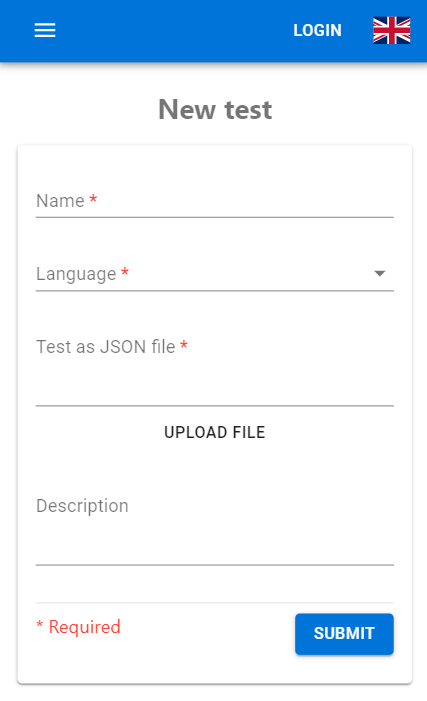 LOGIN
New test
Name *
Language *
Test as JSON file *
UPLOAD FILE
Description
* Required
SUBMIT